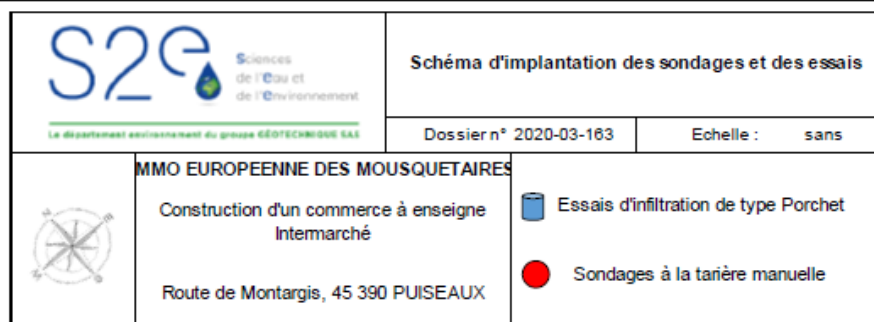 S2e
Sciences
de l'eau et
de l'environnement
Le département environnement du groupe GÉOTECHNIQUE SAS
Schéma d'implantation des sondages et des essais
Dossier n° 2020-03-163
Echelle : sans
MMO EUROPEENNE DES MOUSQUETAIRES
Construction d'un commerce à enseigne
Intermarché
Route de Montargis, 45 390 PUISEAUX
Essais d'infiltration de type Porchet
Sondages à la tarière manuelle